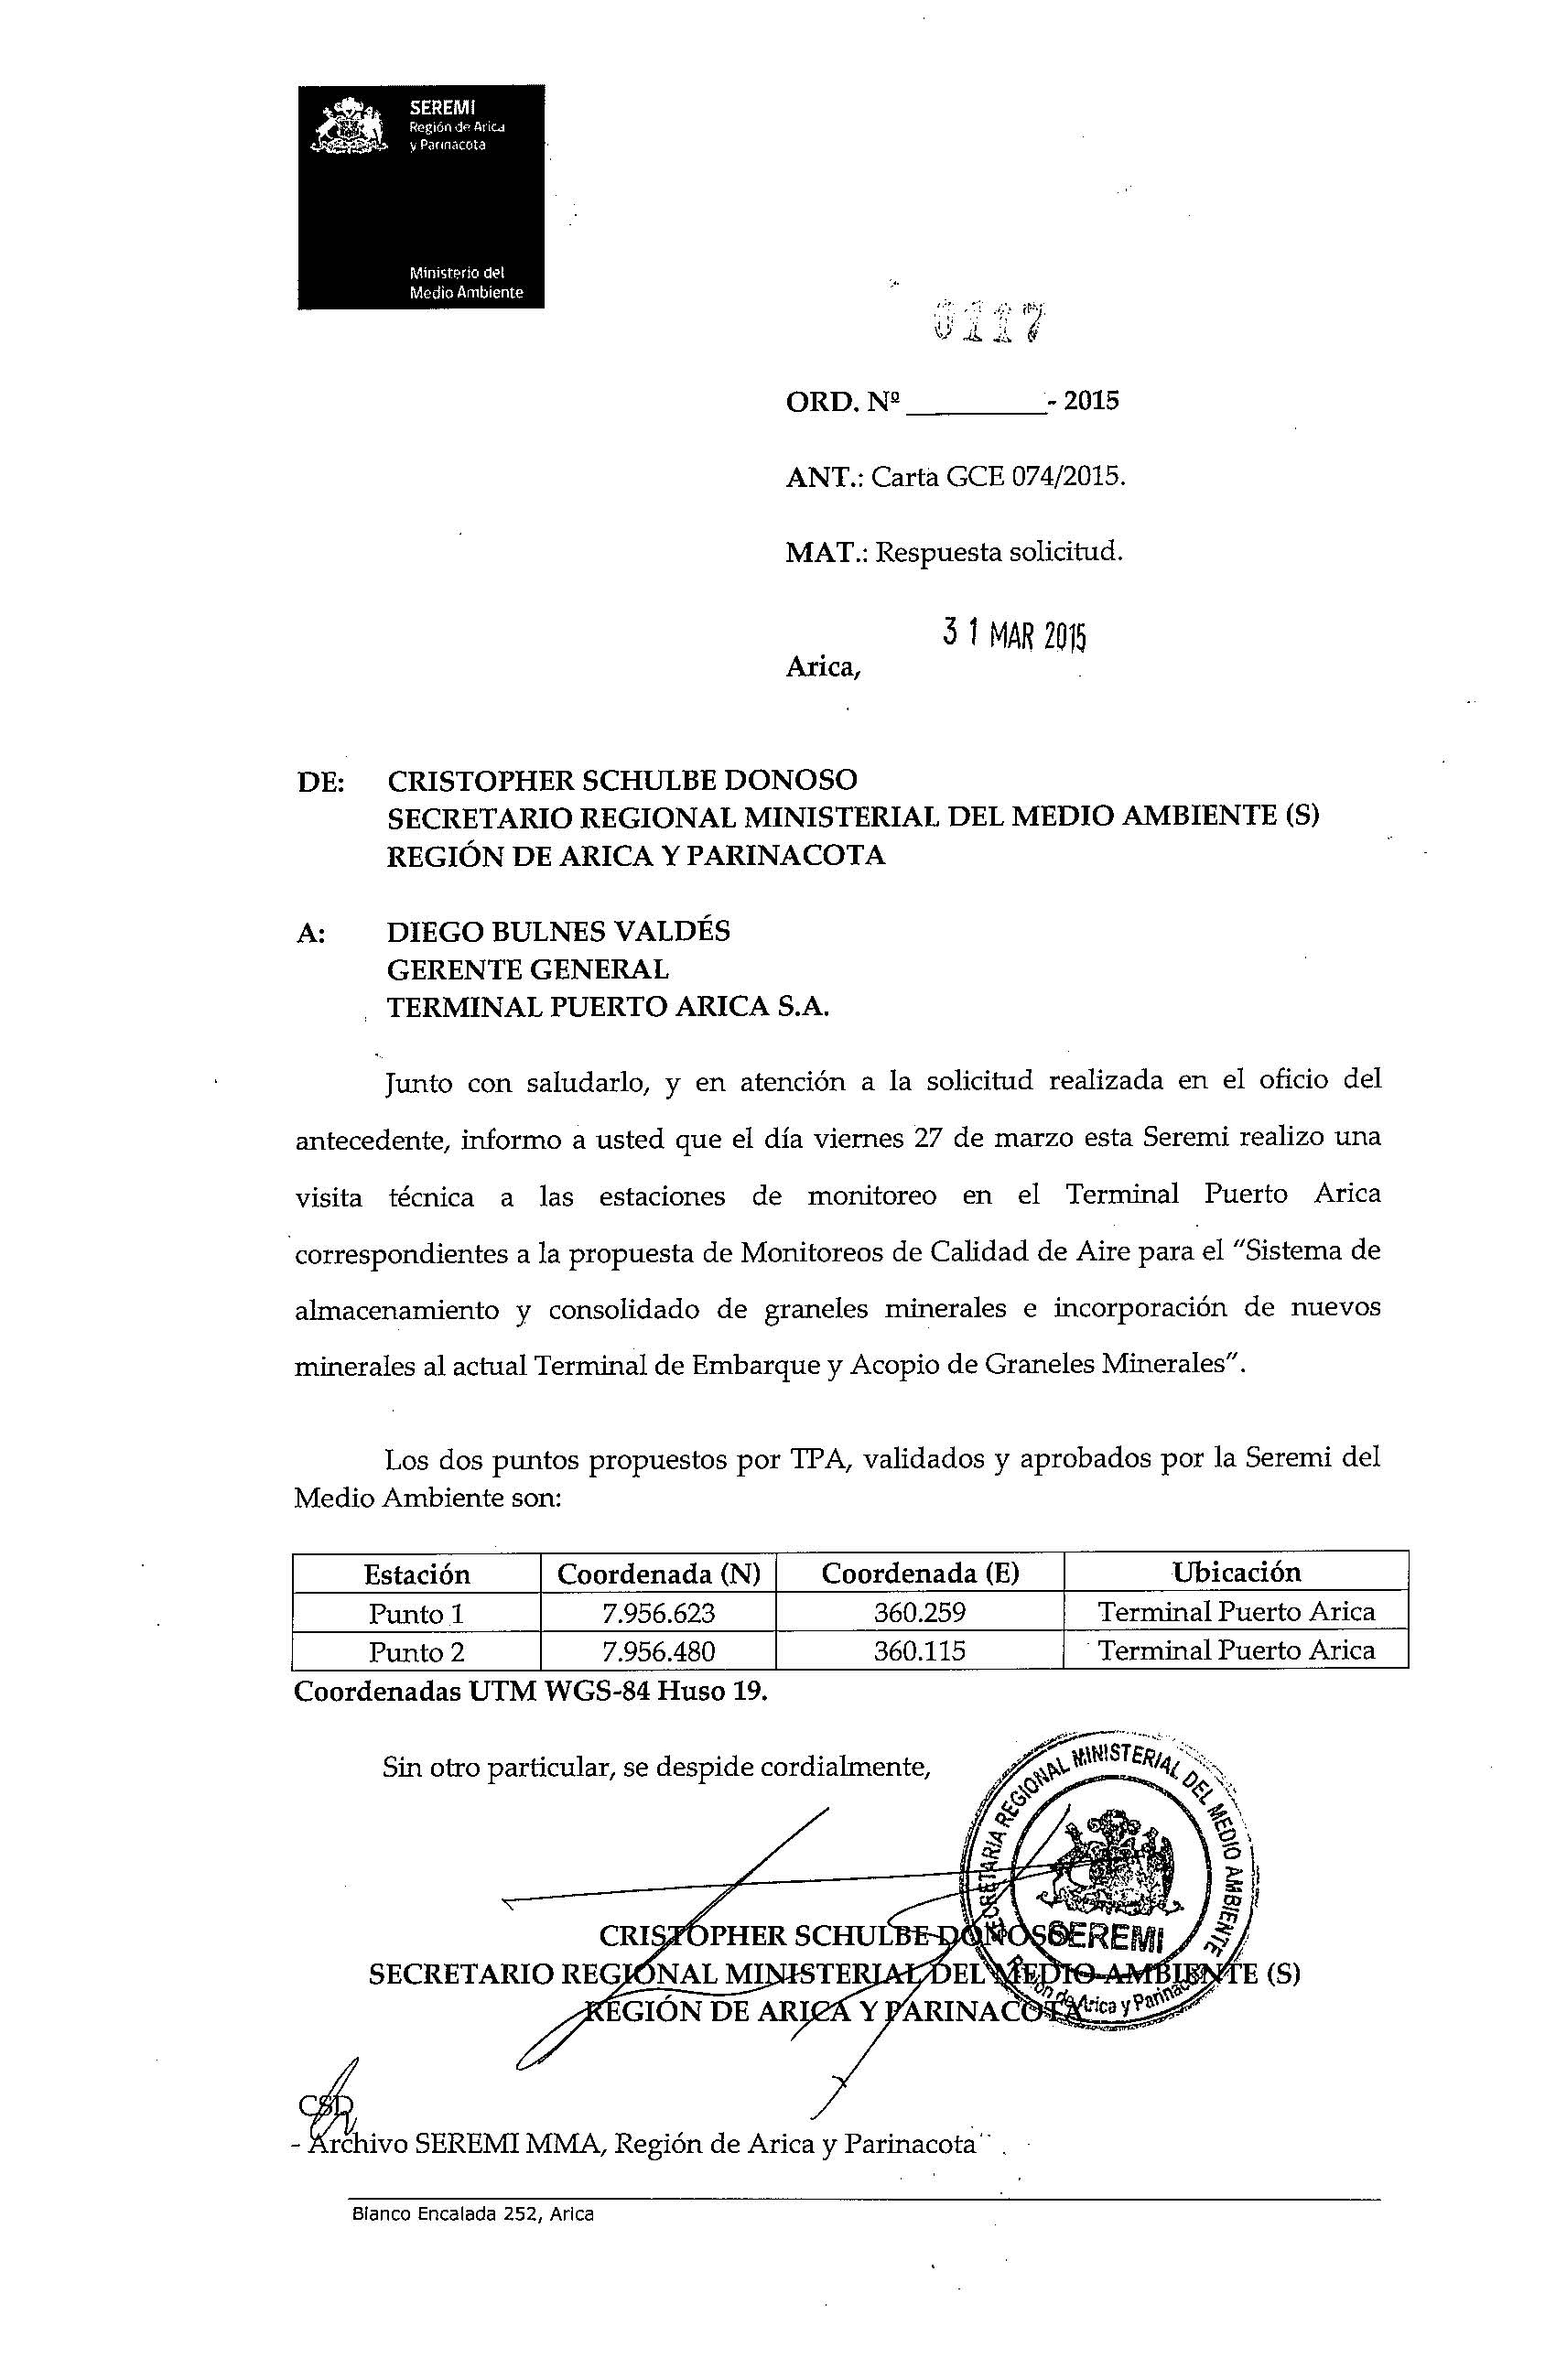 SEREMI
Región de Arica
y Parinacota
Ministerio del
Medio Ambiente
0117
ORD. Nº _________- 2015
ANT.: Carta GCE 074/2015.
MAT.: Respuesta solicitud.
31 MAR 2015
Arica,
DE: CRISTOPHER SCHULBE DONOSO
SECRETARIO REGIONAL MINISTERIAL DEL MEDIO AMBIENTE (S)
REGIÓN DE ARICA Y PARINACOTA
A: DIEGO BULNES VALDÉS
GERENTE GENERAL
TERMINAL PUERTO ARICA S.A.
Junto con saludarlo, y en atención a la solicitud realizada en el oficio del
antecedente, informo a usted que el día viernes 27 de marzo esta Seremi realizo una
visita técnica a las estaciones de monitoreo en el Terminal Puerto Arica
correspondientes a la propuesta de Monitoreos de Calidad de Aire para el "Sistema de
almacenamiento y consolidado de graneles minerales e incorporación de nuevos
minerales al actual Terminal de Embarque y Acopio de Graneles Minerales".
Los dos puntos propuestos por TPA, validados y aprobados por la Seremi del
Medio Ambiente son:
Estación Coordenada (N) Coordenada (E) Ubicación
Punto 1 7.956.623 360.259 Terminal Puerto Arica
Punto 2 7.956.480 360.115 Terminal Puerto Arica
Coordenadas UTM WGS-84 Huso 19.
Sin otro particular, se despide cordialmente,
SECRETARIA REGIONAL MINISTERIAL DEL MEDIO AMBIENTE
SEREMI
Región de Arica y Parinacota
CRISTOPHER SCHULBE DONOSO
SECRETARIO REGIONAL MINISTERIAL DEL MEDIO AMBIENTE (S)
REGIÓN DE ARICA Y PARINACOTA
CSD
- Archivo SEREMI MMA, Región de Arica y Parinacota
Blanco Encalada 252, Arica